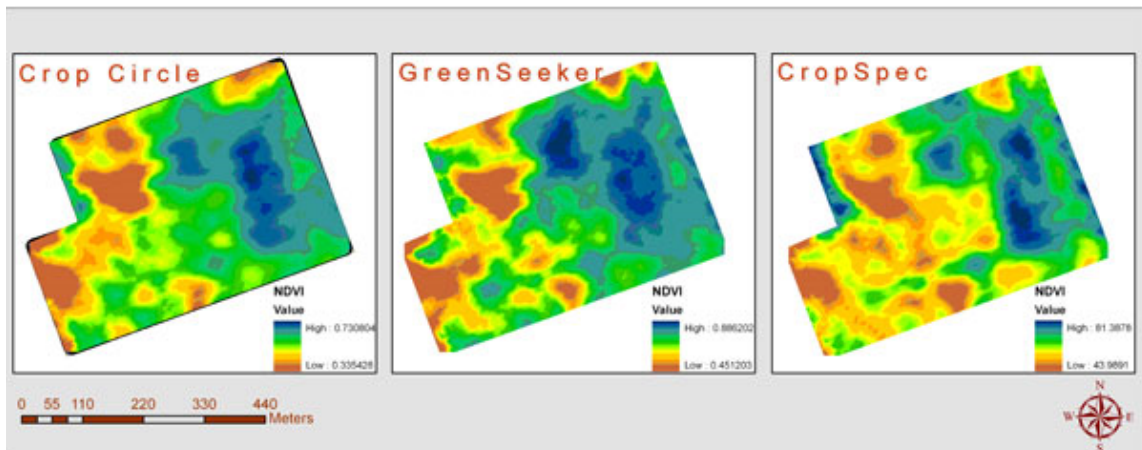 Crop Circle
NDVI
Value
High : 0.730804
Low : 0.335428
GreenSeeker
NDVI
Value
High : 0.886202
Low : 0.451203
CropSpec
NDVI
Value
High : 81.3878
Low : 43.9891
0 55 110 220 330 440
Meters
N
W E
S